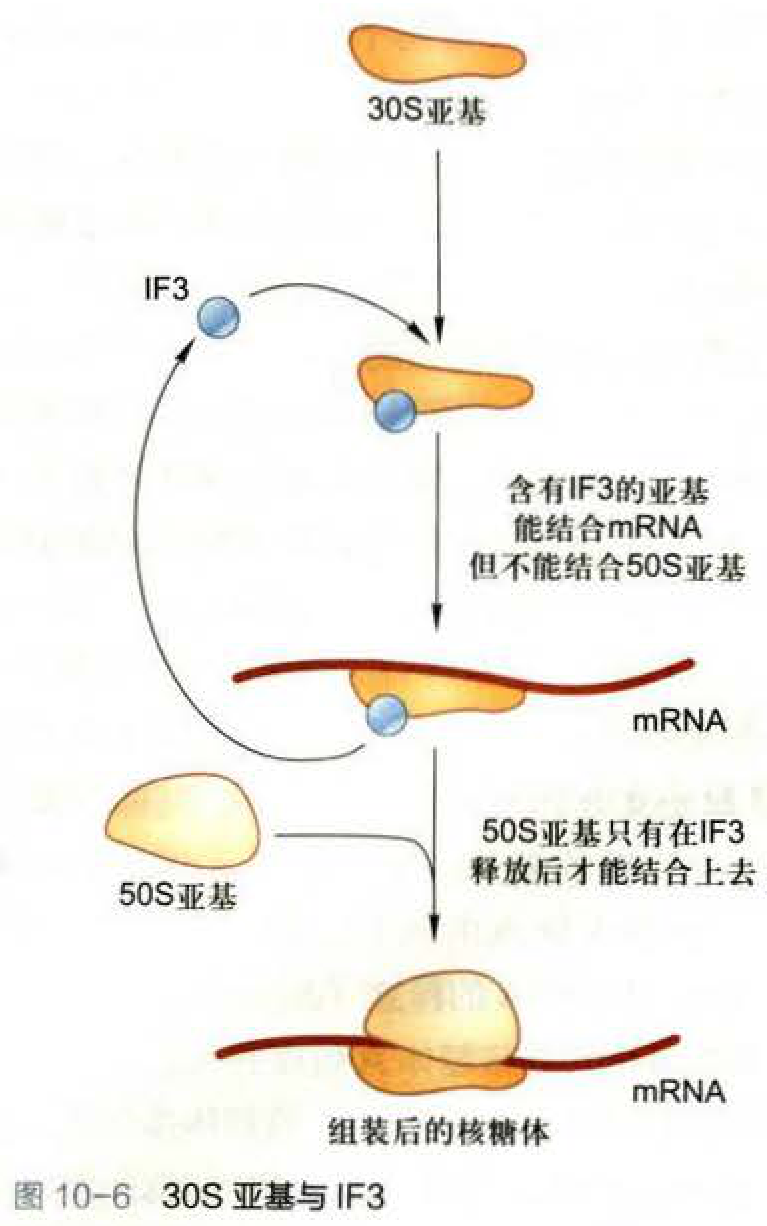 30S亚基
IF3
含有IF3的亚基
能结合mRNA
但不能结合50S亚基
mRNA
50S亚基只有在IF3
释放后才能结合上去
50S亚基
mRNA
组装后的核糖体
图 10-6 30S 亚基与 IF3